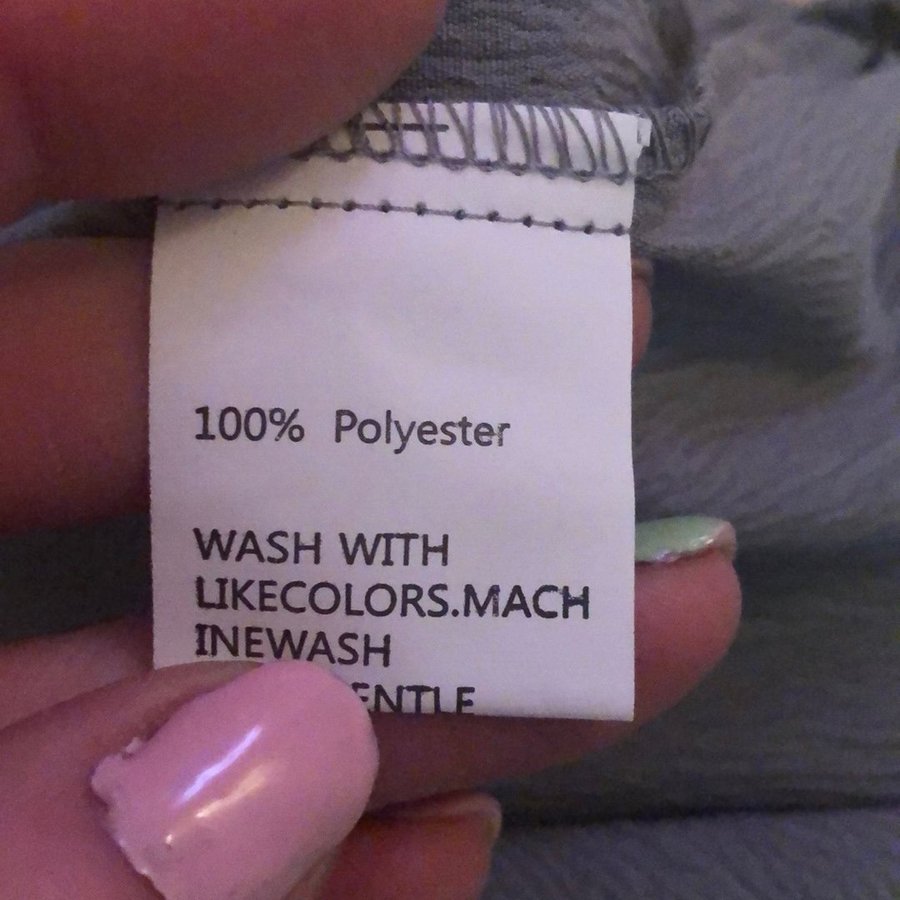 100% Polyester
WASH WITH
LIKECOLORS.MACH
INEWASH